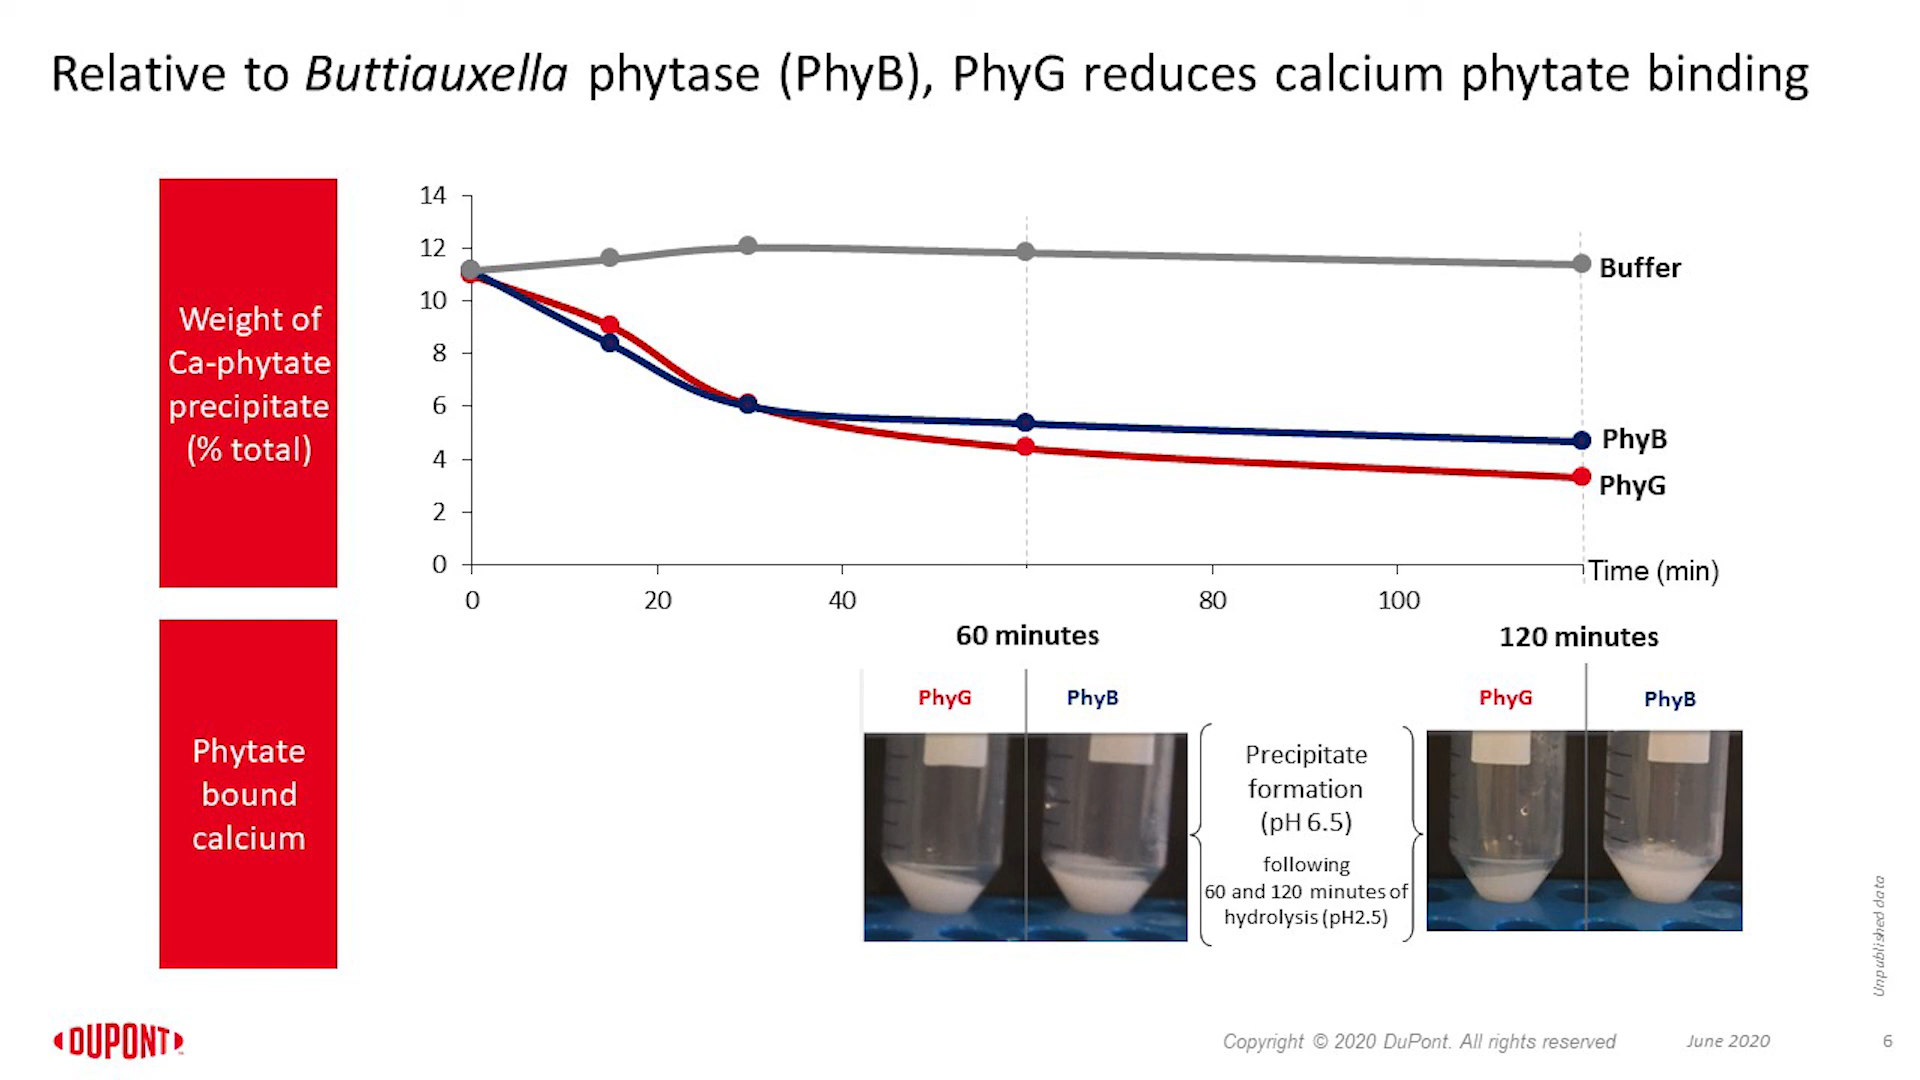 Relative to Buttiauxella phytase (PhyB), PhyG reduces calcium phytate binding
Weight of
Ca-phytate
precipitate
(% total)
14
12
10
8
6
4
2
0
0
20
40
80
100
Time (min)
Buffer
PhyB
PhyG
Phytate
bound
calcium
60 minutes
PhyG
PhyB
Precipitate
formation
(pH 6.5)
following
60 and 120 minutes of
hydrolysis (pH2.5)
120 minutes
PhyG
PhyB
Unpublished data
DUPONT
Copyright © 2020 DuPont. All rights reserved
June 2020
6